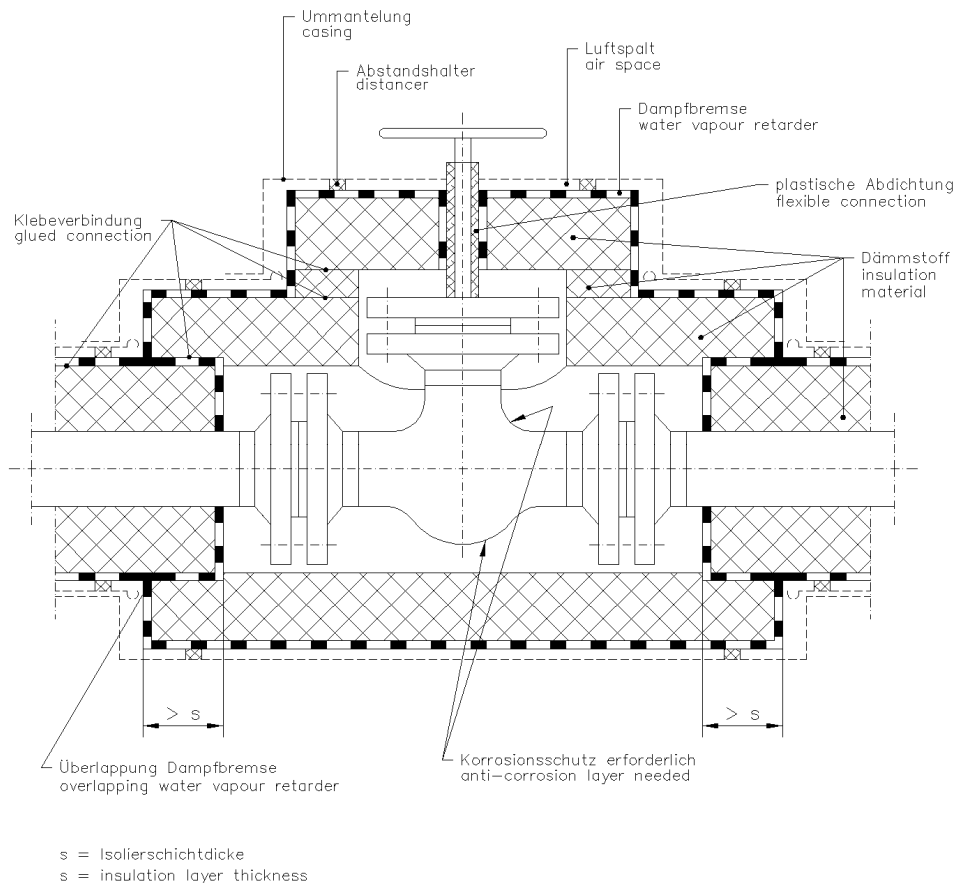 Ummantelung
casing
Luftspalt
air space
Abstandshalter
distancer
Dampfbremse
water vapour retarder
plastische Abdichtung
flexible connection
Klebeverbindung
glued connection
Dämmstoff
insulation
material
> s
> s
Überlappung Dampfbremse
overlapping water vapour retarder
Korrosionsschutz erforderlich
anti-corrosion layer needed
s = Isolierschichtdicke
s = insulation layer thickness